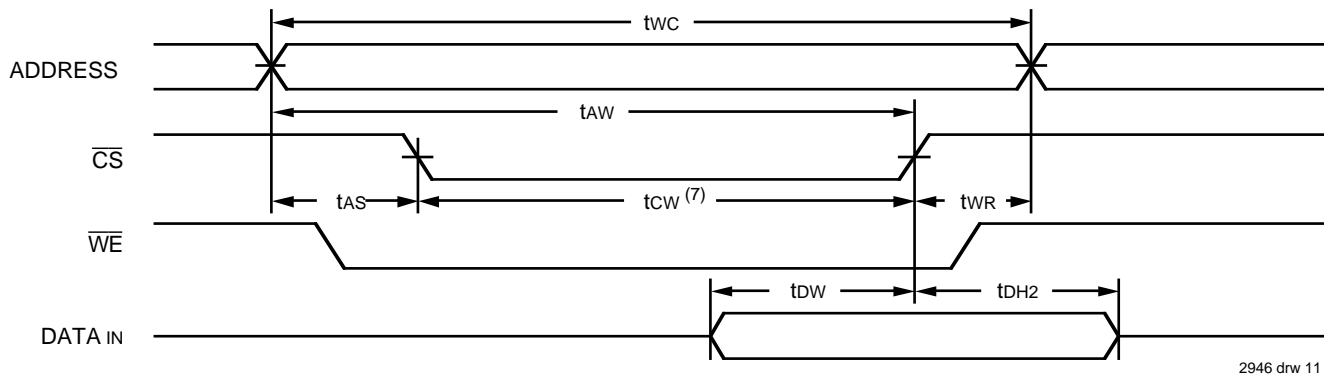 tWC
ADDRESS
tAW
CS
tAS tCW (7) tWR
WE
tDW tDH2
DATA IN
2946 drw 11